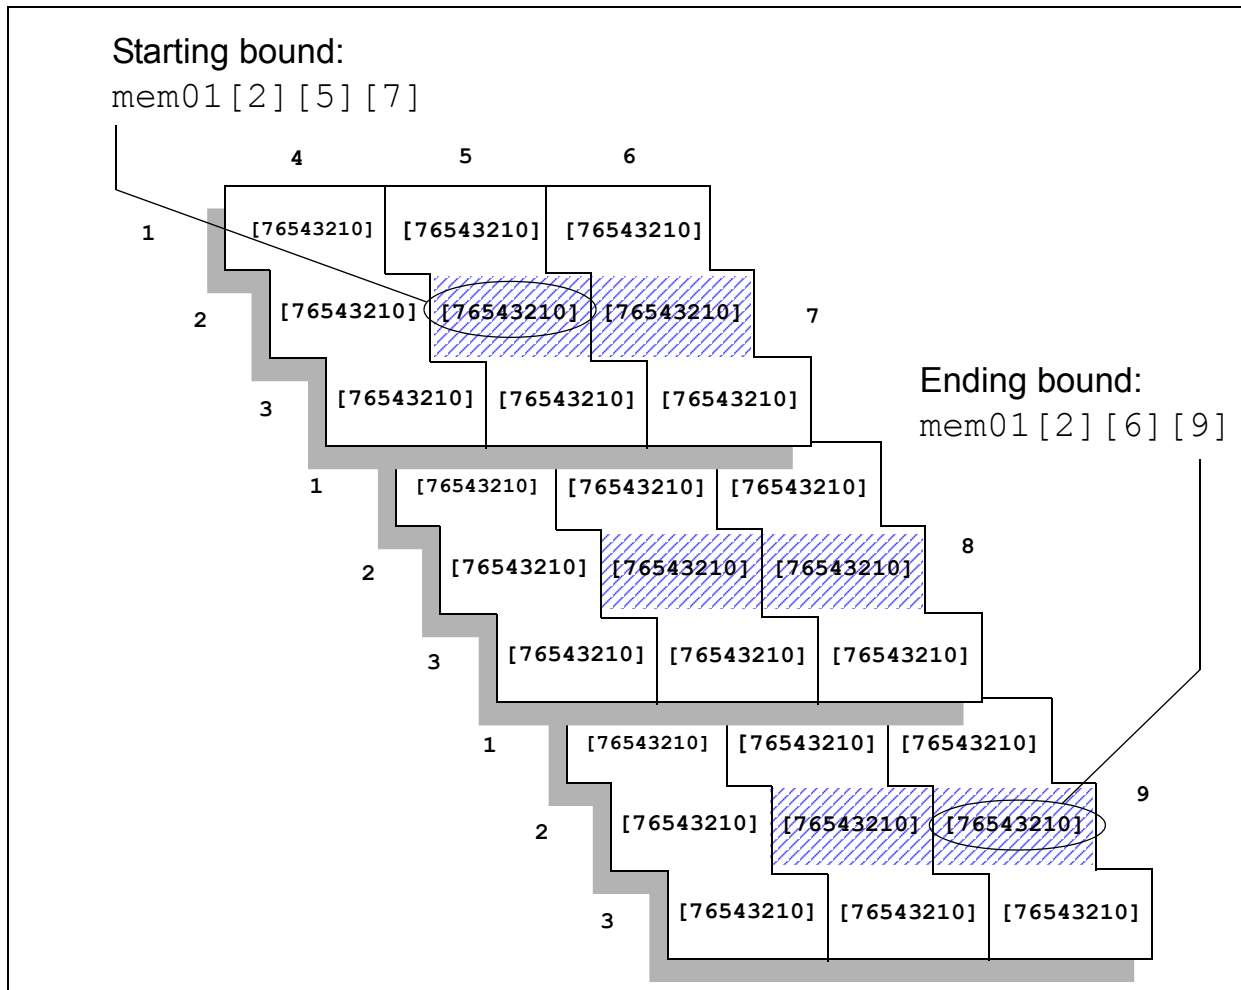 Starting bound:
mem01[2][5][7]
4 5 6
1 [76543210] [76543210] [76543210]
2 [76543210] [76543210] [76543210] 7
3 [76543210] [76543210] [76543210]
Ending bound:
mem01[2][6][9]
1 [76543210] [76543210] [76543210]
2 [76543210] [76543210] [76543210] 8
3 [76543210] [76543210] [76543210]
1 [76543210] [76543210] [76543210]
2 [76543210] [76543210] [76543210] 9
3 [76543210] [76543210] [76543210]